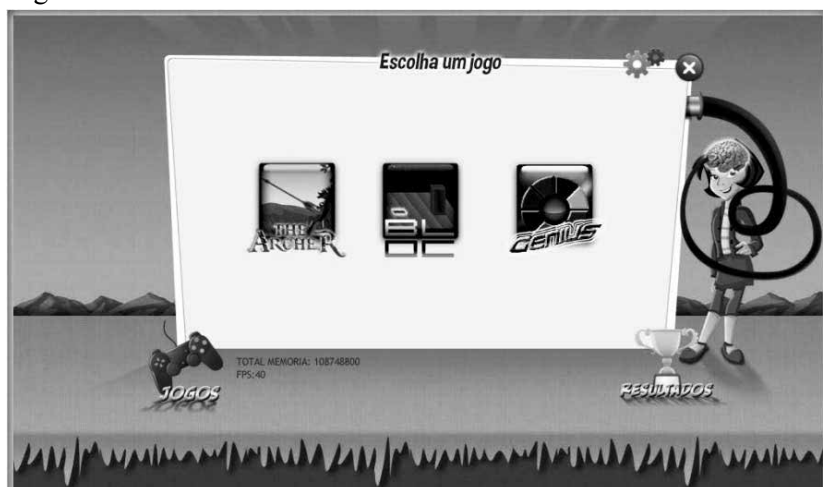 Escolha um jogo
THE
ARCHER
BL
OC
GENIUS
TOTAL MEMORIA: 108748800
FPS:40
JOGOS
RESULTADOS